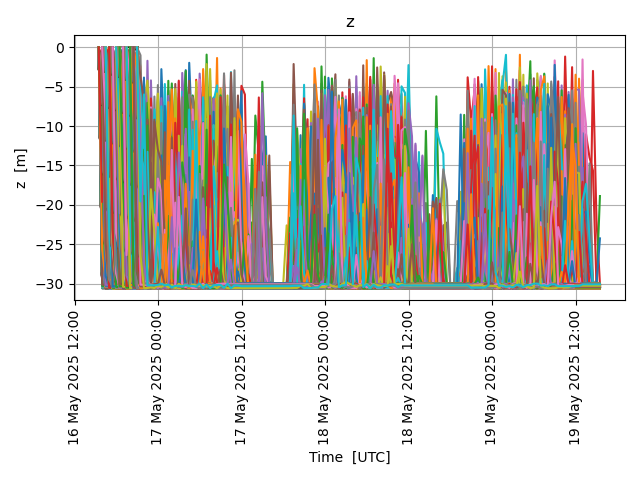 z
0
−5
−10
−15
−20
−25
−30
z  [m]
16 May 2025 12:00
17 May 2025 00:00
17 May 2025 12:00
18 May 2025 00:00
18 May 2025 12:00
19 May 2025 00:00
19 May 2025 12:00
Time  [UTC]